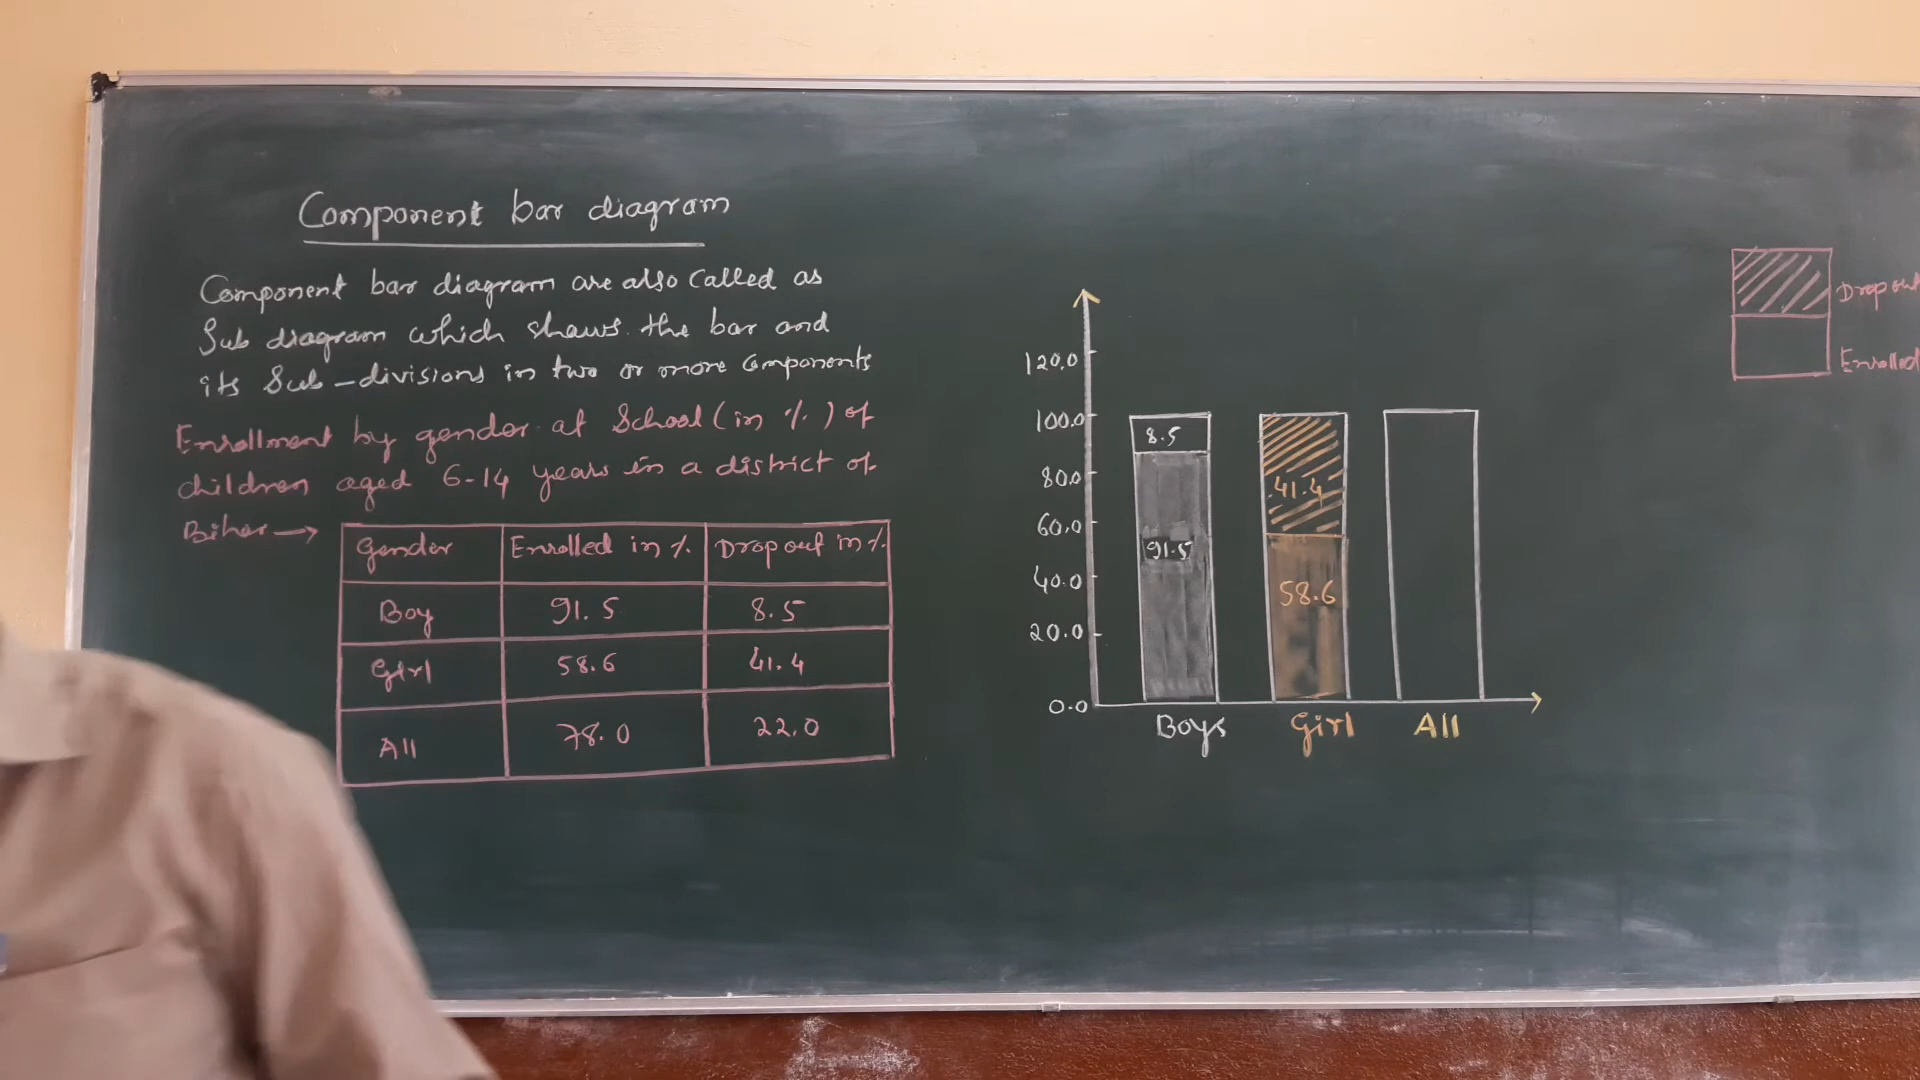 Component bar diagram
Component bar diagram are also called as
Sub diagram which shows the bar and
its Sub-divisions in two or more components
Enrollment by gender at School (in %) of
children aged 6-14 years in a district of
Bihar →
Gender Enrolled in % Drop out in %
Boy 91.5 8.5
Girl 58.6 41.4
All 78.0 22.0
120.0
100.0
80.0
60.0
40.0
20.0
0.0
8.5
91.5
41.4
58.6
Boys Girl All
Drop out
Enrolled